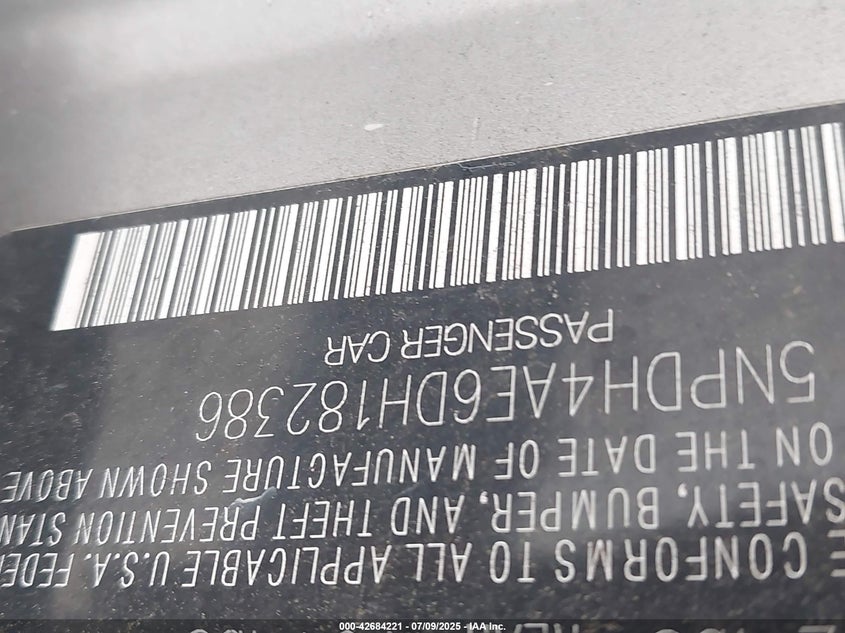 E CONFORMS TO ALL APPLICABLE U.S.A. FEDE
SAFETY, BUMPER, AND THEFT PREVENTION STAN
ON THE DATE OF MANUFACTURE SHOWN ABOVE
5NPDH4AE6DH182386
PASSENGER CAR
000-42684221 - 07/09/2025 - IAA Inc.